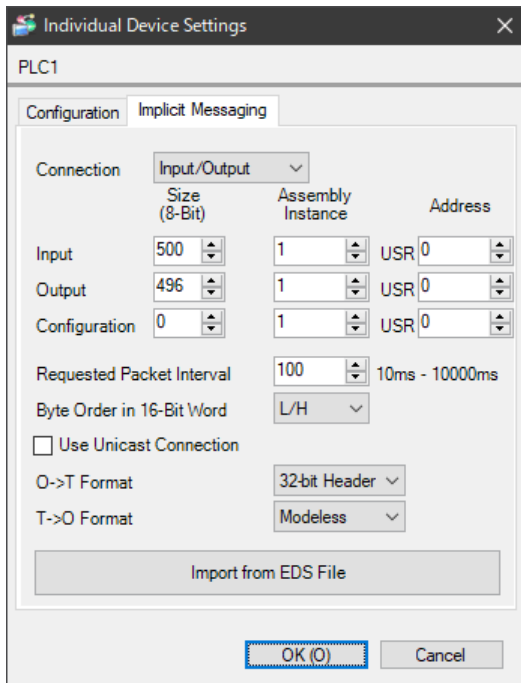 Individual Device Settings
PLC1
Configuration Implicit Messaging
Connection Input/Output
Size (8-Bit) Assembly Instance Address
Input 500 1 USR 0
Output 496 1 USR 0
Configuration 0 1 USR 0
Requested Packet Interval 100 10ms - 10000ms
Byte Order in 16-Bit Word L/H
Use Unicast Connection
O->T Format 32-bit Header
T->O Format Modeless
Import from EDS File
OK (O) Cancel